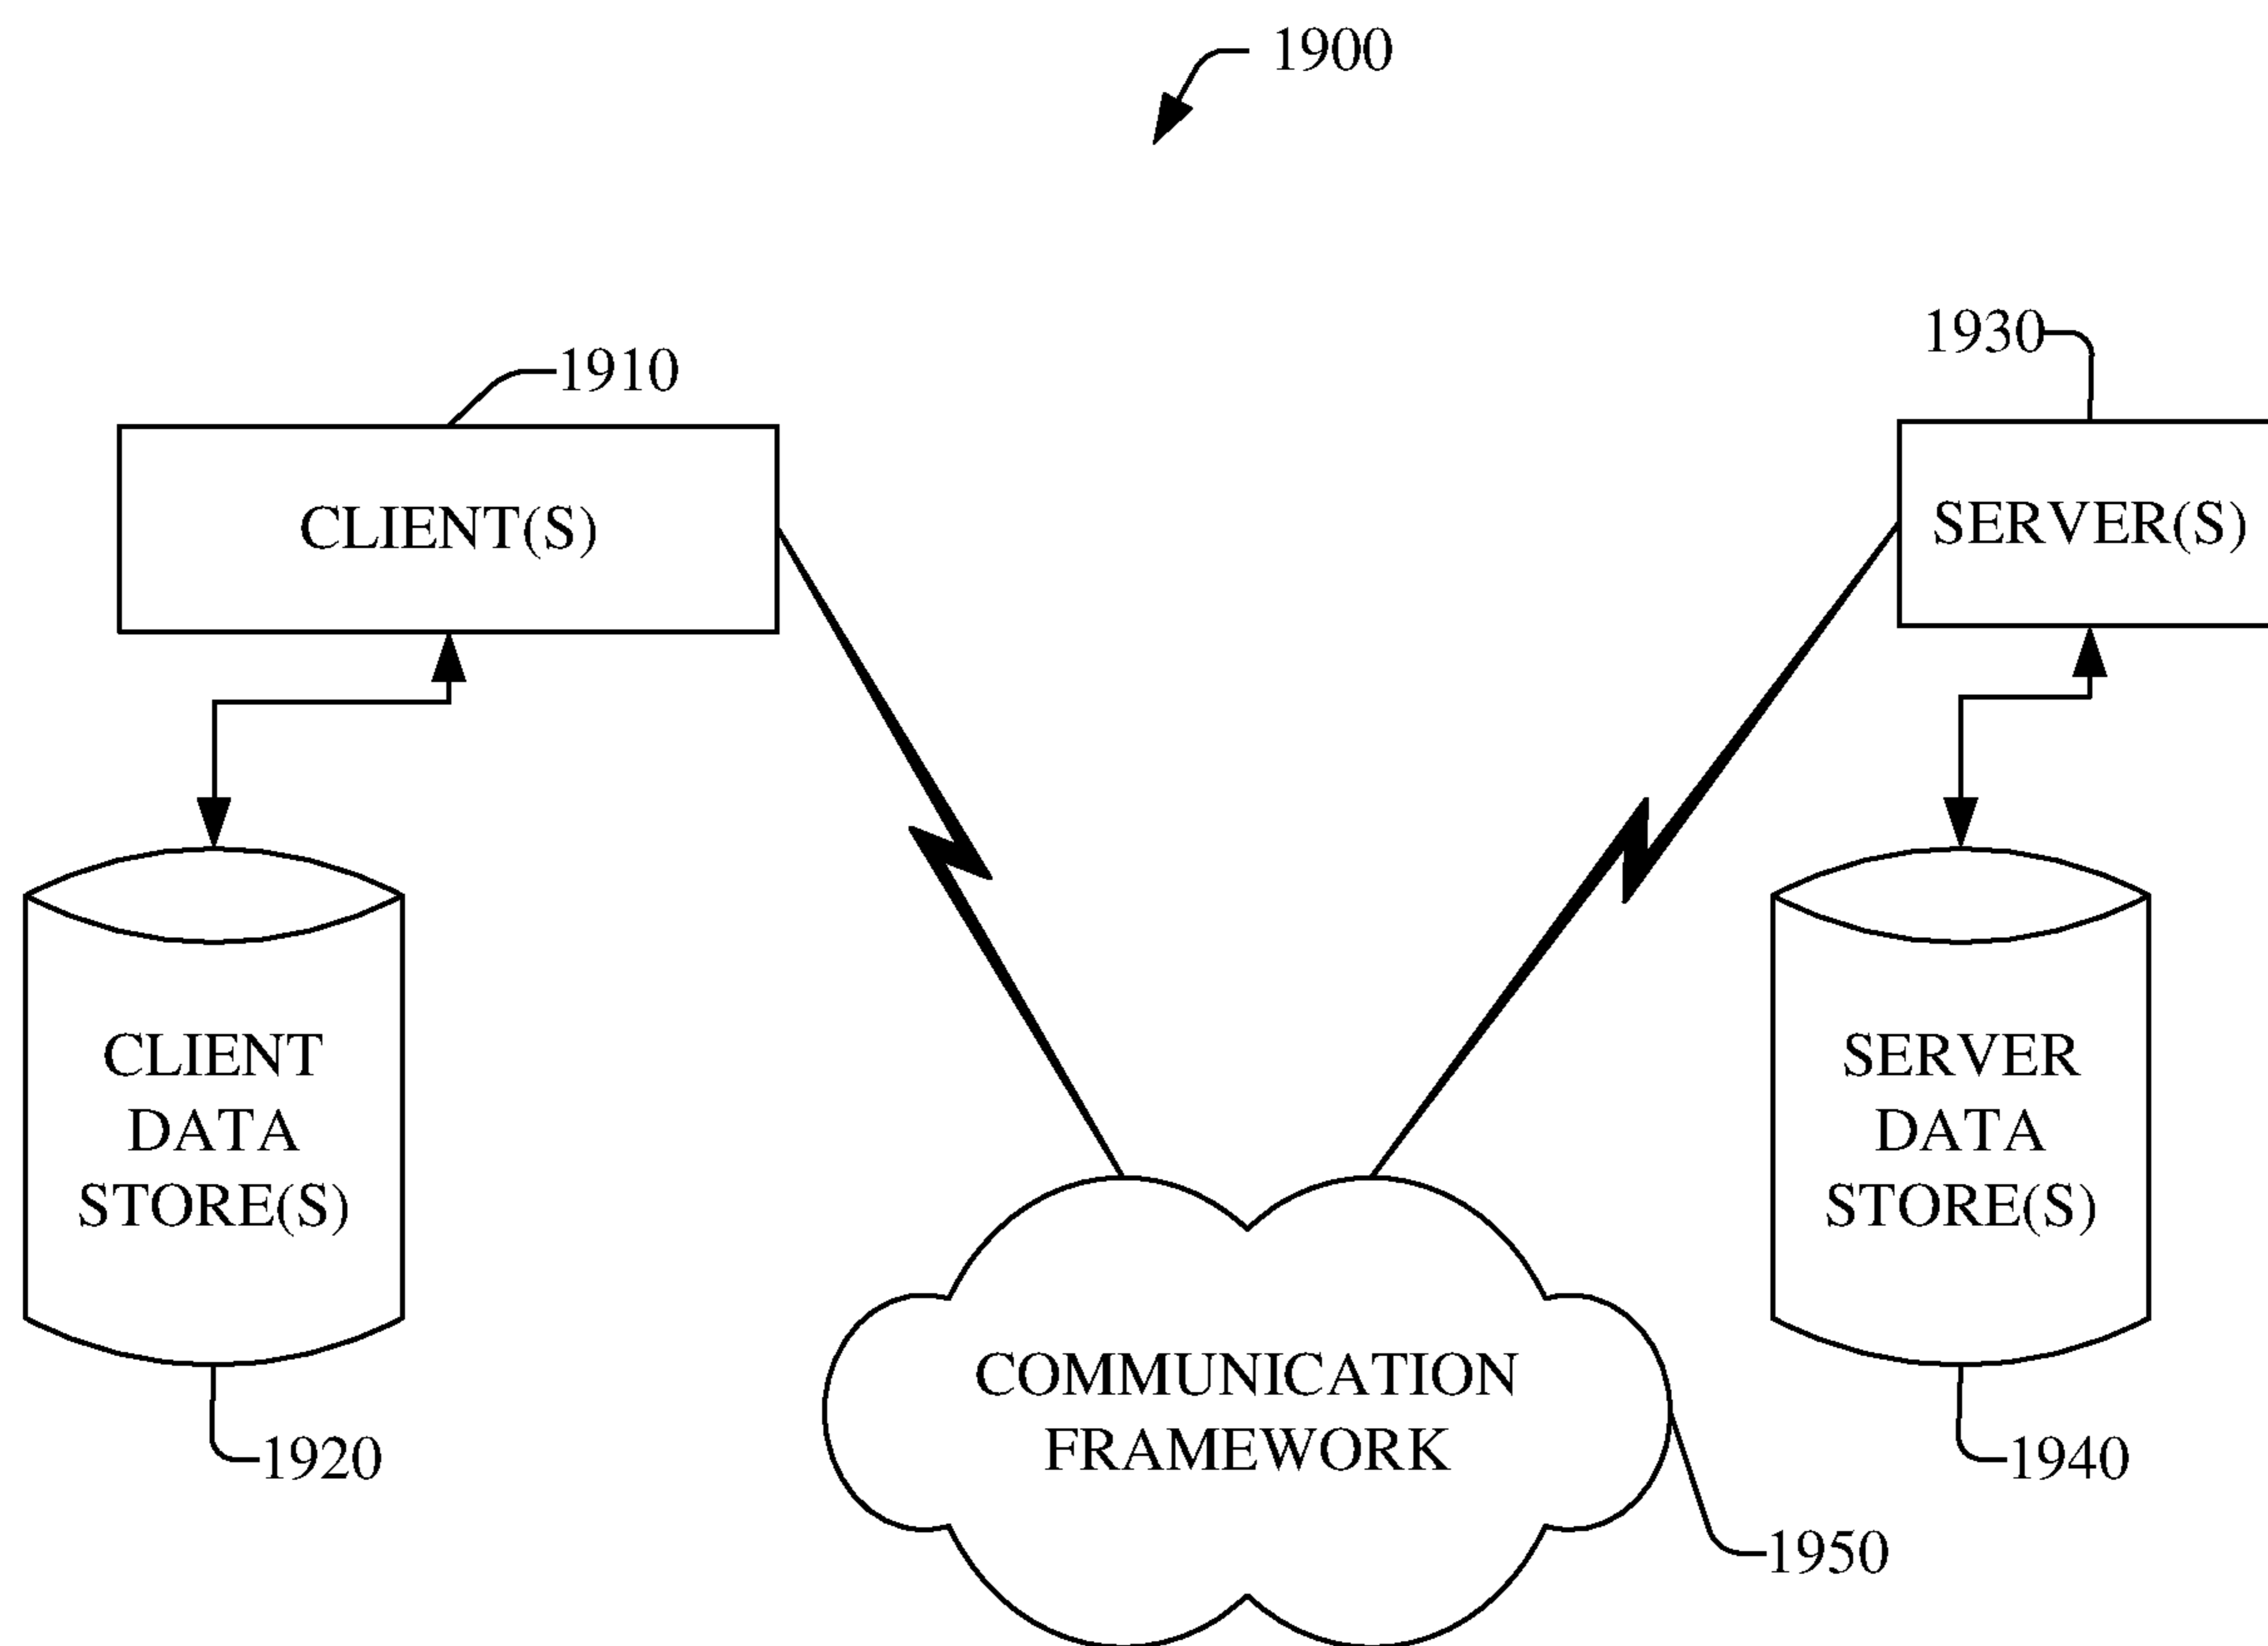 1900
1910
1930
CLIENT(S)
SERVER(S)
CLIENT
DATA
STORE(S)
SERVER
DATA
STORE(S)
COMMUNICATION
FRAMEWORK
1920
1940
1950